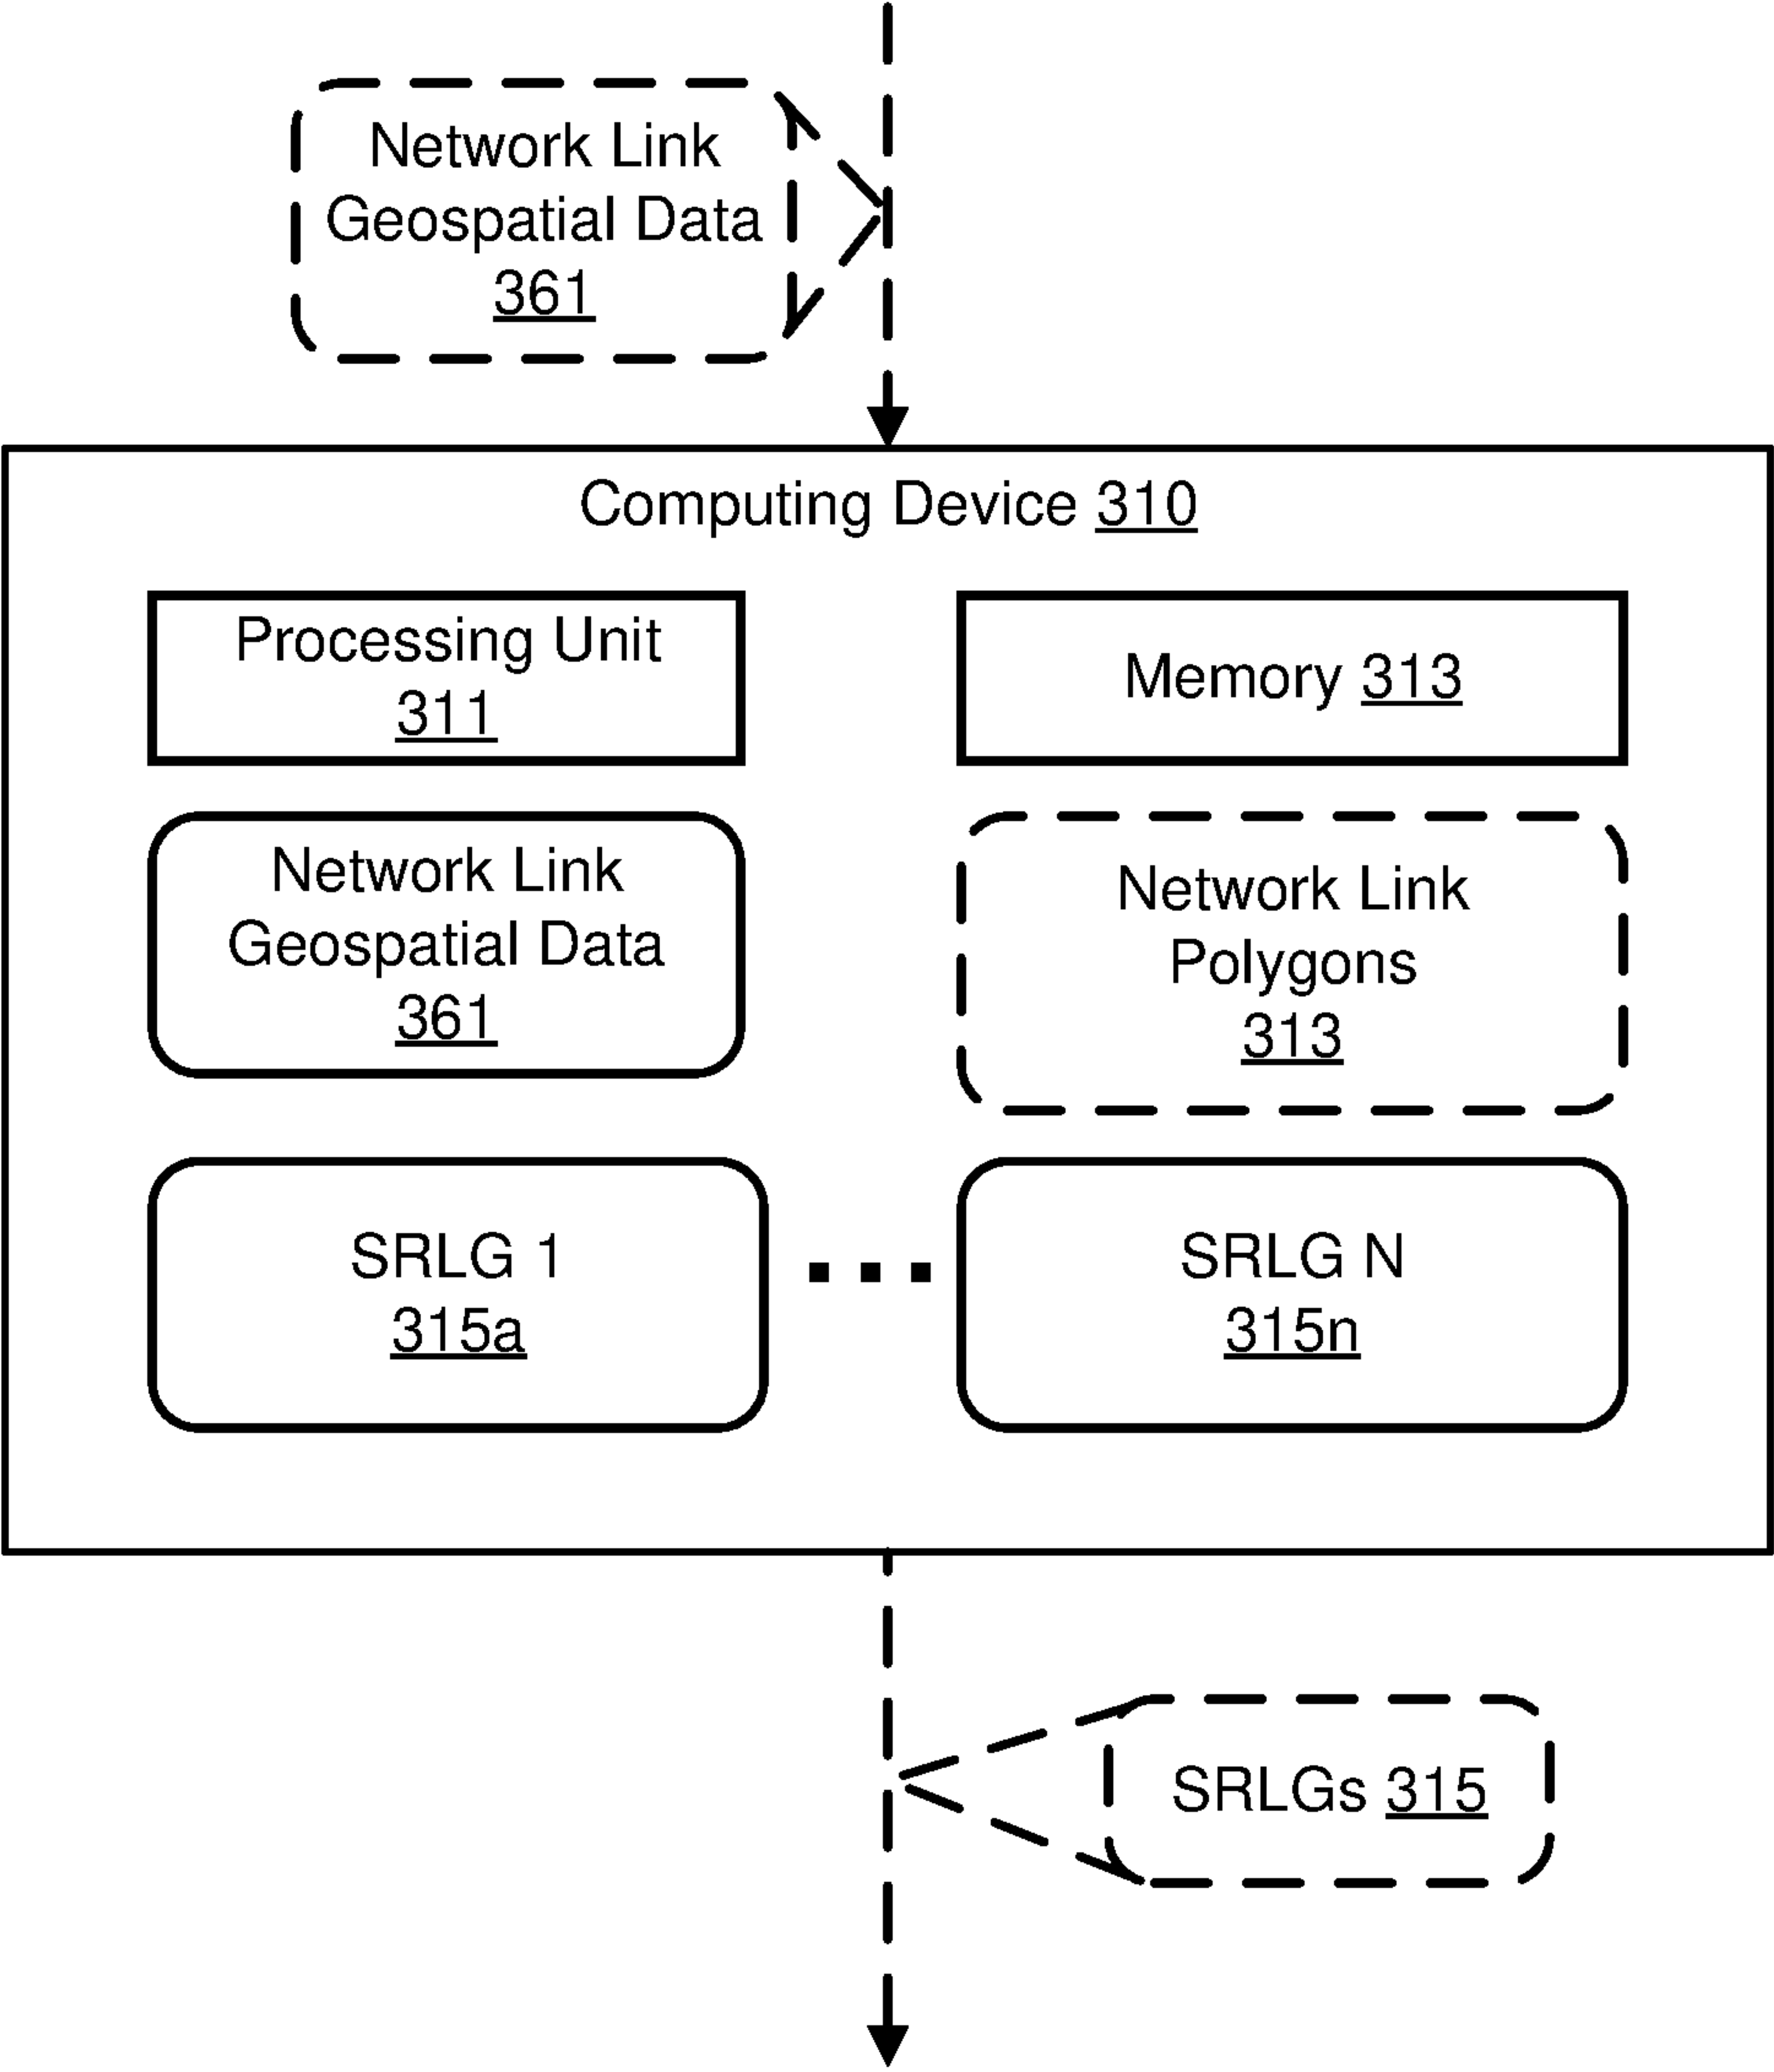 Network Link
Geospatial Data
361
Computing Device 310
Processing Unit
311
Memory 313
Network Link
Geospatial Data
361
Network Link
Polygons
313
SRLG 1
315a
SRLG N
315n
SRLGs 315